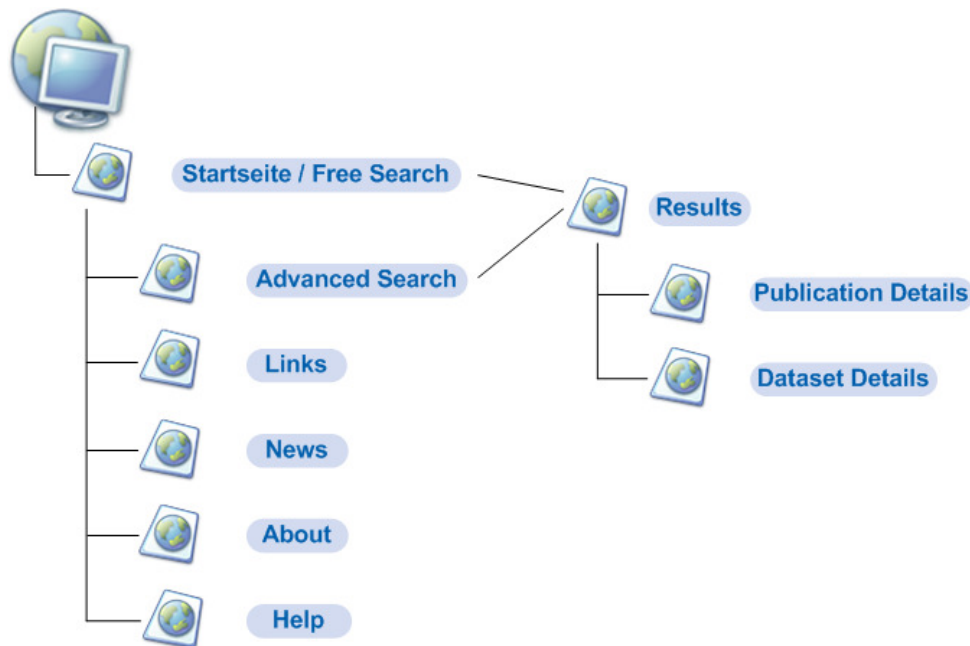 Startseite / Free Search
Results
Advanced Search
Publication Details
Links
Dataset Details
News
About
Help